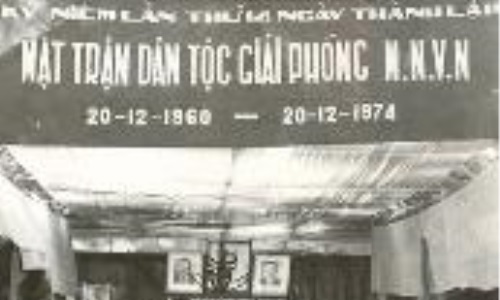 KỶ NIỆM LẦN THỨ 14 NGÀY THÀNH LẬP
MẶT TRẬN DÂN TỘC GIẢI PHÓNG M.N.V.N
20-12-1960 — 20-12-1974